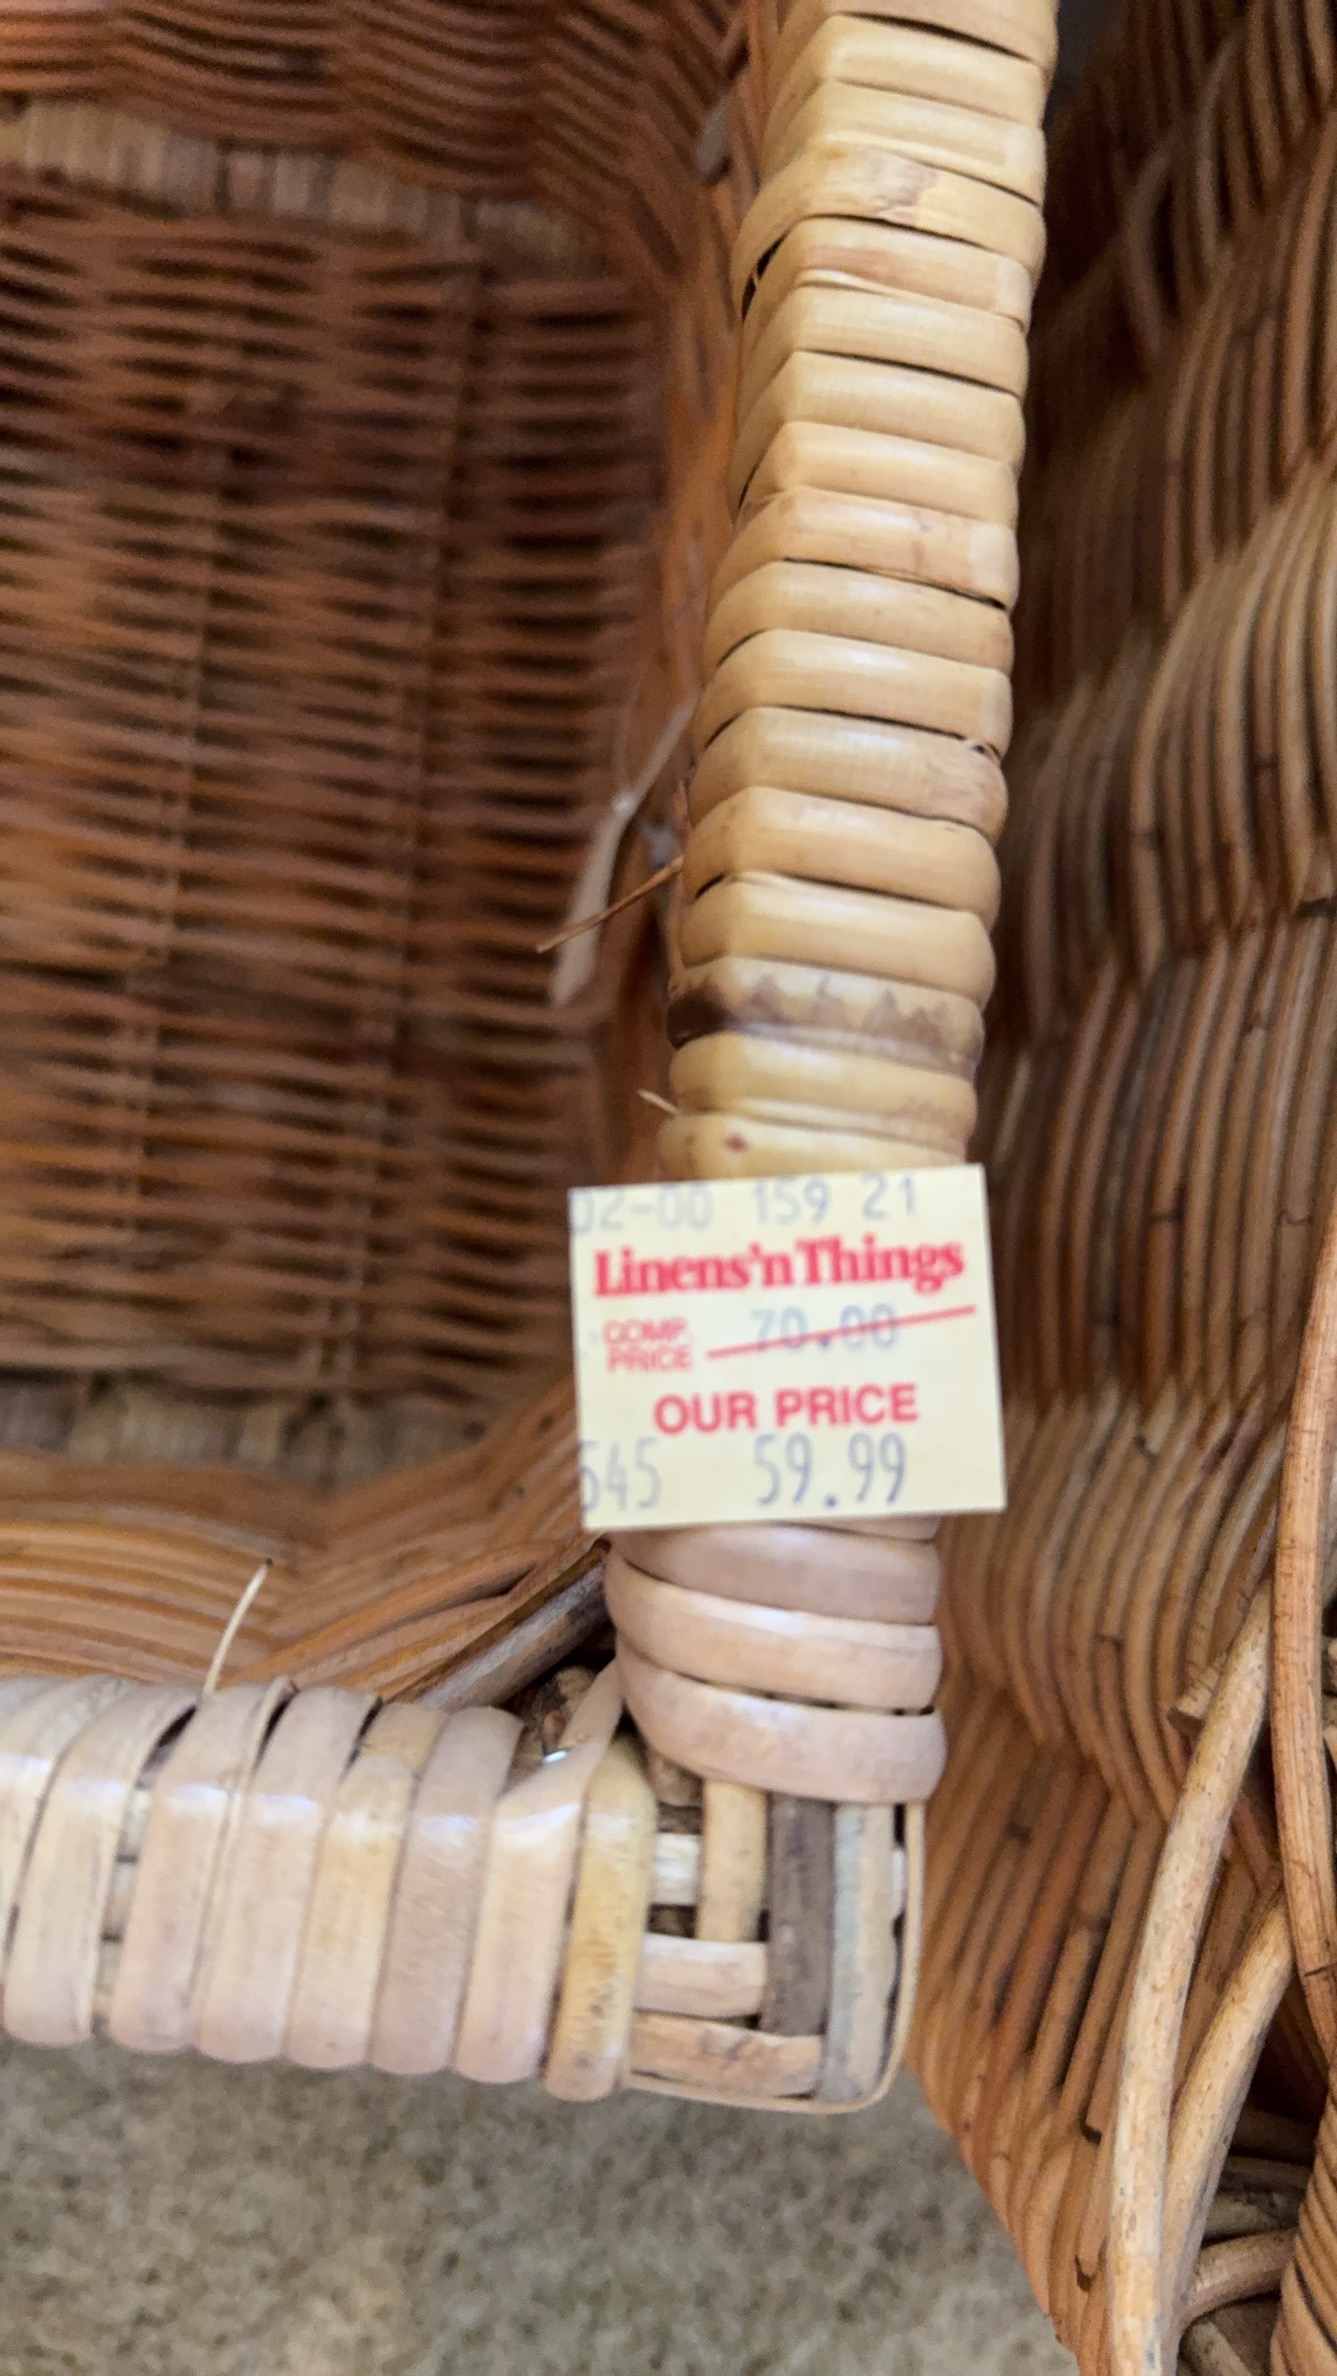 02-00 159 21
Linens'n Things
COMP. 70.00
PRICE
OUR PRICE
545 59.99